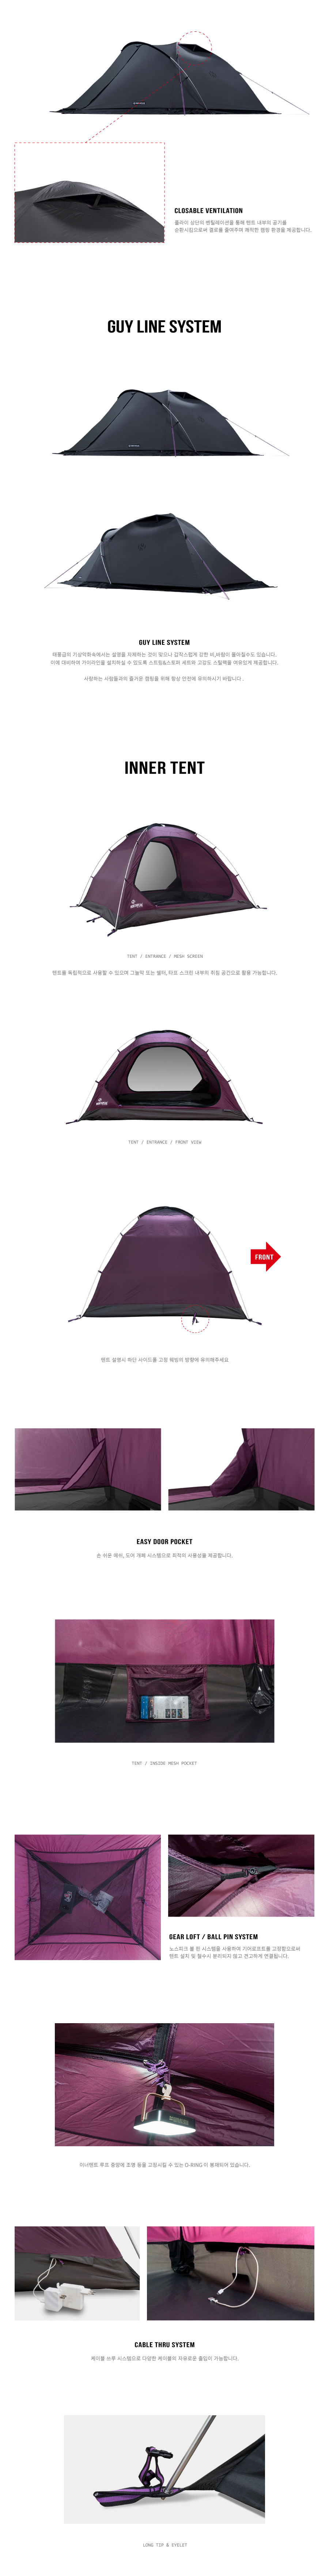 CLOSABLE VENTILATION
플라이 상단의 벤틸레이션을 통해 텐트 내부의 공기를
순환시킴으로써 결로를 줄여주며 쾌적한 캠핑 환경을 제공합니다.
GUY LINE SYSTEM
GUY LINE SYSTEM
태풍급의 기상악화속에서는 설영을 자제하는 것이 맞으나 갑작스럽게 강한 비,바람이 몰아칠수도 있습니다.
이에 대비하여 가이라인을 설치하실 수 있도록 스트링&스토퍼 세트와 고강도 스틸팩을 여유있게 제공합니다.
사랑하는 사람들과의 즐거운 캠핑을 위해 항상 안전에 유의하시기 바랍니다.
INNER TENT
TENT / ENTRANCE / MESH SCREEN
텐트를 독립적으로 사용할 수 있으며 그늘막 또는 쉘터, 타프 스크린 내부의 취침 공간으로 활용 가능합니다.
TENT / ENTRANCE / FRONT VIEW
FRONT
텐트 설영시 하단 사이드폴 고정 웨빙의 방향에 유의해주세요
EASY DOOR POCKET
손 쉬운 제어, 도어 개폐 시스템으로 최적의 사용성을 제공합니다.
TENT / INSIDE MESH POCKET
GEAR LOFT / BALL PIN SYSTEM
노스피크 볼 핀 시스템을 사용하여 기어로프트를 고정함으로써
텐트 설치 및 철수시 분리되지 않고 견고하게 연결됩니다.
이너텐트 루프 중앙에 조명 등을 고정시킬 수 있는 D-RING 이 봉제되어 있습니다.
CABLE THRU SYSTEM
케이블 쓰루 시스템으로 다양한 케이블의 자유로운 출입이 가능합니다.
LONG TIP & EYELET